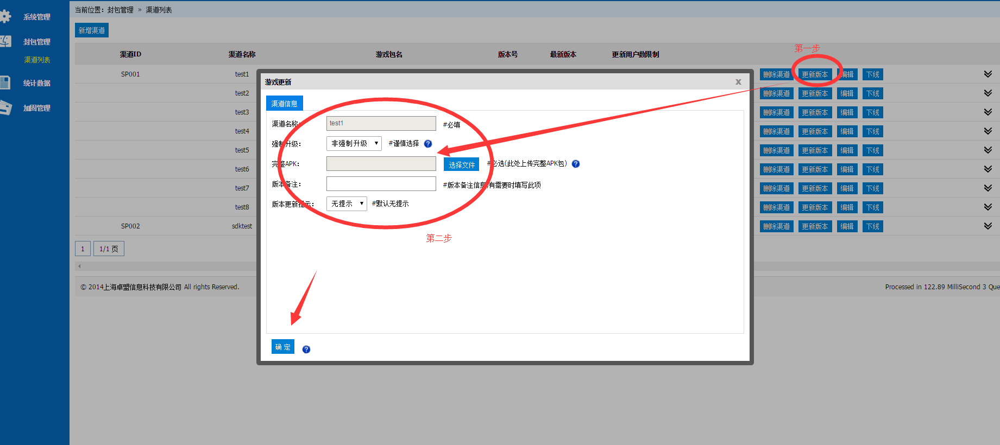 当前位置：封包管理 » 渠道列表
系统管理
封包管理
渠道列表
统计数据
加固管理
新增渠道
第一步
渠道ID 渠道名称 游戏包名 版本号 最新版本 更新用户数限制
SP001 test1 删除渠道 更新版本 编辑 下线
test2 删除渠道 更新版本 编辑 下线
test3 删除渠道 更新版本 编辑 下线
test4 删除渠道 更新版本 编辑 下线
test5 删除渠道 更新版本 编辑 下线
test6 删除渠道 更新版本 编辑 下线
test7 删除渠道 更新版本 编辑 下线
test8 删除渠道 更新版本 编辑 下线
SP002 sdktest 删除渠道 更新版本 编辑 下线
1 1/1 页
游戏更新 x
渠道信息
渠道名称： test1 #必填
强制升级： 非强制升级 #谨慎选择 ?
完整APK： 选择文件 #必选(此处上传完整APK包) ?
版本备注： #版本备注信息,有需要时填写此项
版本更新提示： 无提示 #默认无提示
第二步
确 定 ?
© 2014上海卓盟信息科技有限公司 All rights Reserved.
Processed in 122.89 MilliSecond 3 Que